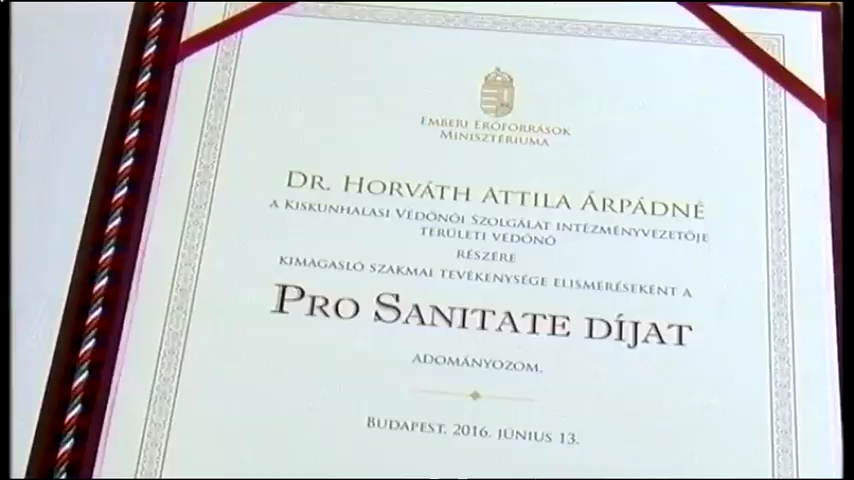 EMBERI ERŐFORRÁSOK
MINISZTÉRIUMA
DR. HORVÁTH ATTILA ÁRPÁDNÉ
A KISKUNHALASI VÉDŐNŐI SZOLGÁLAT INTÉZMÉNYVEZETŐJE
TERÜLETI VÉDŐNŐ
RÉSZÉRE
KIMAGASLÓ SZAKMAI TEVÉKENYSÉGE ELISMERÉSEKÉNT A
PRO SANITATE DÍJAT
ADOMÁNYOZOM.
BUDAPEST, 2016. JÚNIUS 13.